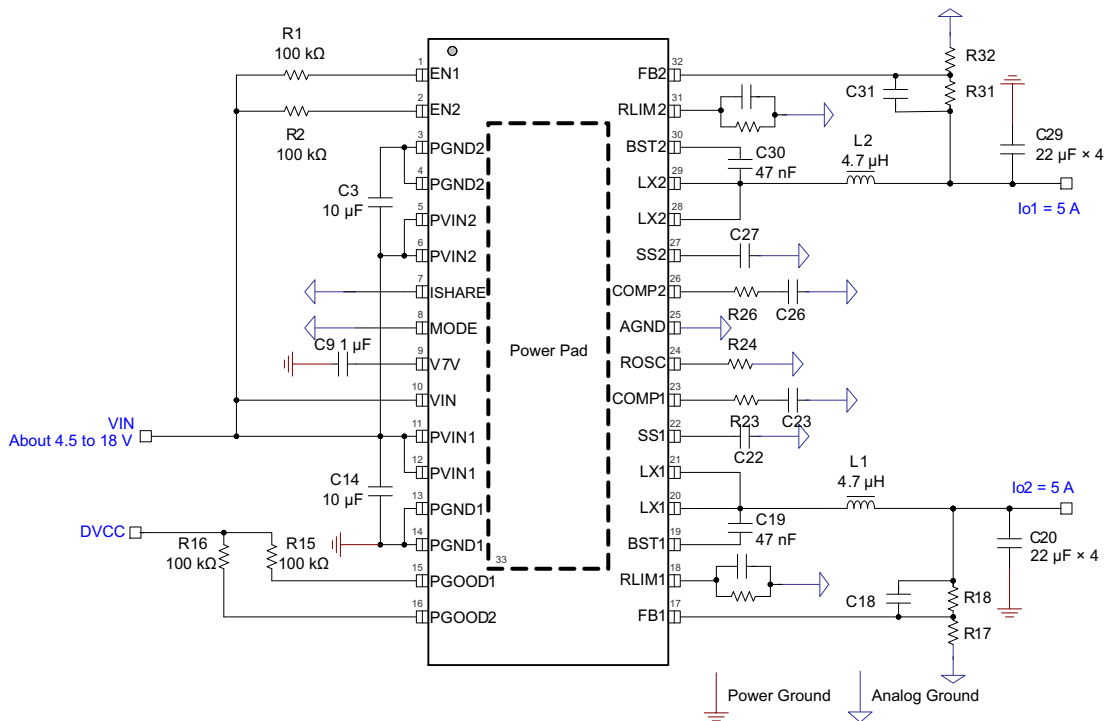 R1
100 kΩ
R2
100 kΩ
C3
10 µF
C9 1 µF
VIN
About 4.5 to 18 V
C14
10 µF
DVCC
R16
100 kΩ
R15
100 kΩ
1
EN1
2
EN2
3
PGND2
4
PGND2
5
PVIN2
6
PVIN2
7
ISHARE
8
MODE
9
V7V
10
VIN
11
PVIN1
12
PVIN1
13
PGND1
14
PGND1
15
PGOOD1
16
PGOOD2
Power Pad
33
FB2
32
RLIM2
31
BST2
30
LX2
29
LX2
28
SS2
27
COMP2
26
AGND
25
ROSC
24
COMP1
23
SS1
22
LX1
21
LX1
20
BST1
19
RLIM1
18
FB1
17
R32
C31
R31
C29
22 µF × 4
C30
47 nF
L2
4.7 µH
Io1 = 5 A
C27
R26
C26
R24
R23
C23
C22
L1
4.7 µH
Io2 = 5 A
C19
47 nF
C20
22 µF × 4
C18
R18
R17
Power Ground
Analog Ground